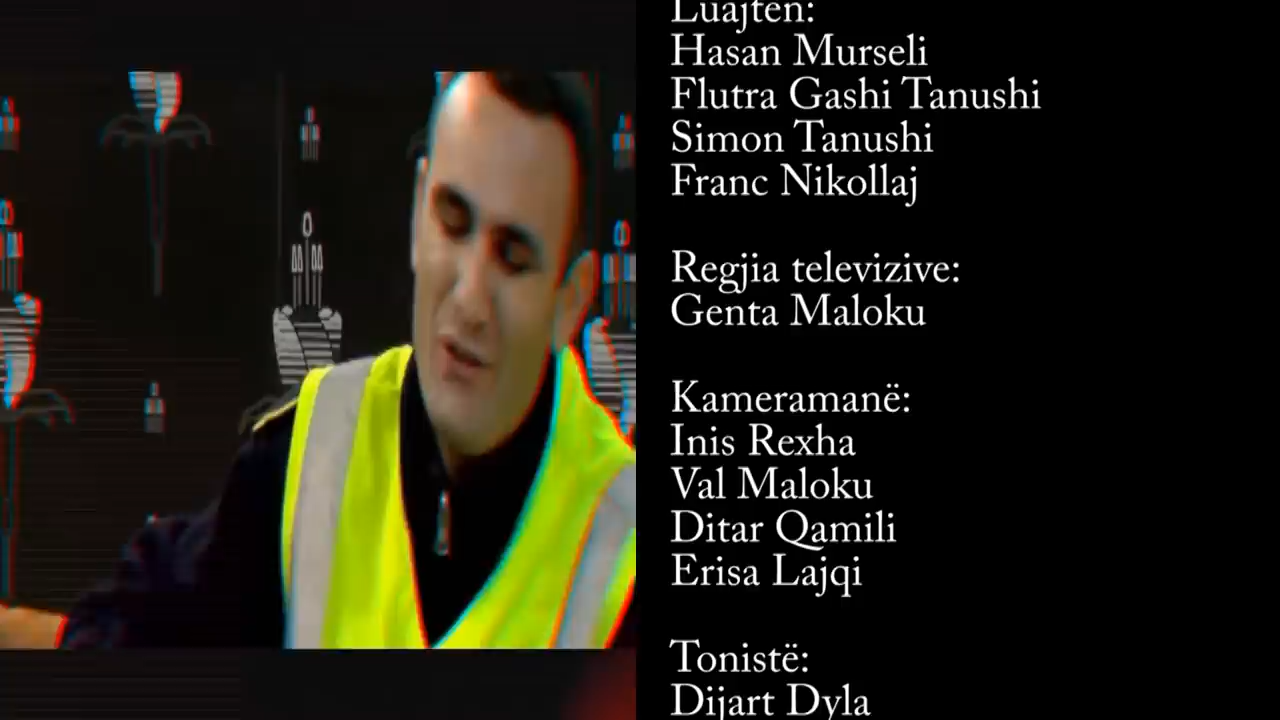 Luajtën:
Hasan Murseli
Flutra Gashi Tanushi
Simon Tanushi
Franc Nikollaj
Regjia televizive:
Genta Maloku
Kameramanë:
Inis Rexha
Val Maloku
Ditar Qamili
Erisa Lajqi
Tonistë:
Dijart Dyla